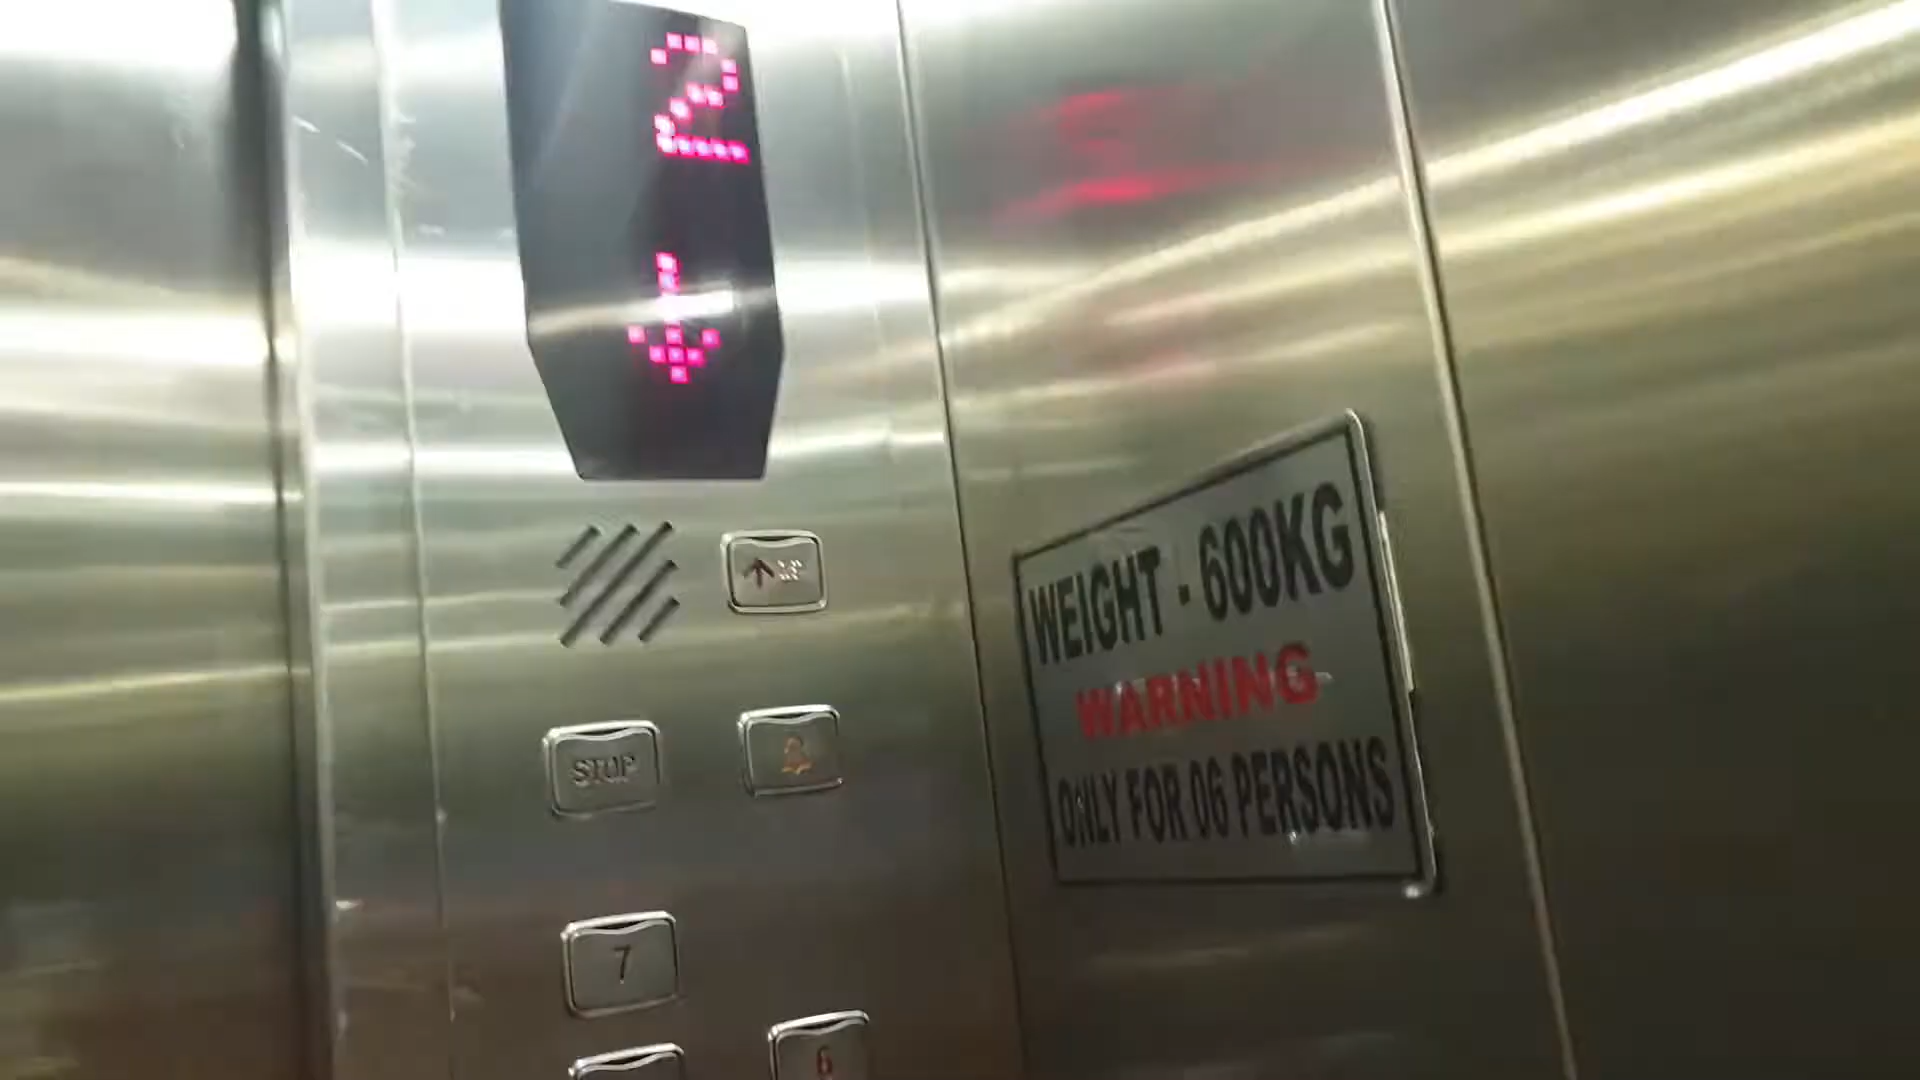 2
WEIGHT - 600KG
WARNING
ONLY FOR 06 PERSONS
STOP
7
6